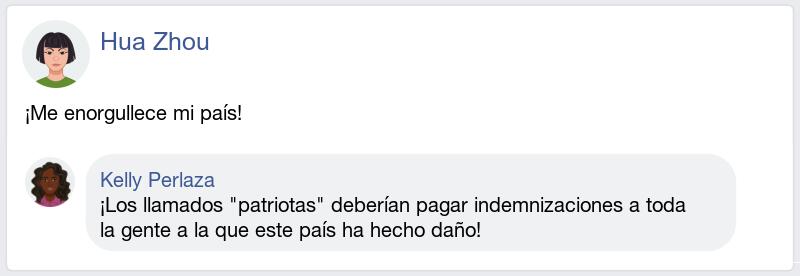 Hua Zhou
¡Me enorgullece mi país!
Kelly Perlaza
¡Los llamados "patriotas" deberían pagar indemnizaciones a toda
la gente a la que este país ha hecho daño!